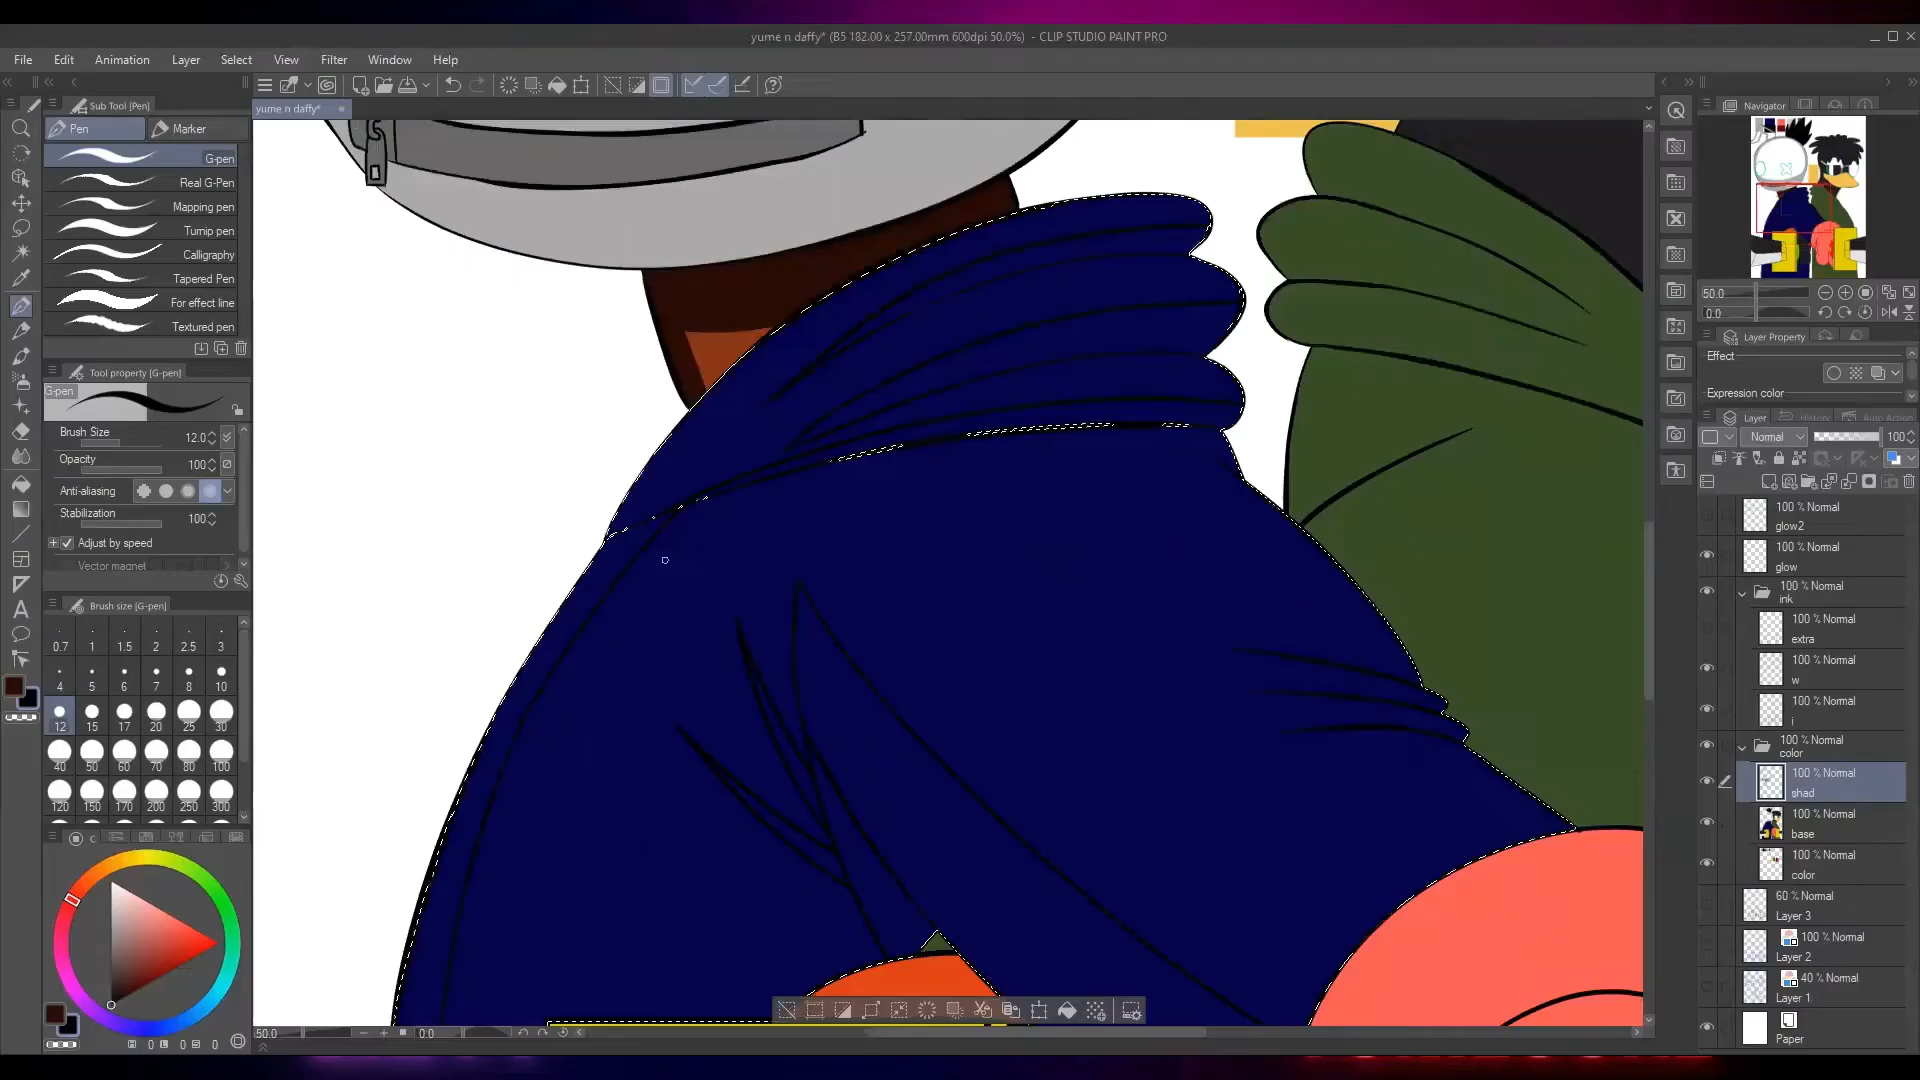 yume n daffy* (B5 182.00 x 257.00mm 600dpi 50.0%)  - CLIP STUDIO PAINT PRO
File Edit Animation Layer Select View Filter Window Help
Sub Tool [Pen]
yume n daffy*
Navigator
Pen Marker
G-pen
Real G-Pen
Mapping pen
Turnip pen
Calligraphy
Tapered Pen
For effect line
Textured pen
50.0
0.0
Layer Property
Effect
Tool property [G-pen]
G-pen
Expression color
Layer History Auto Action
Brush Size 12.0
Normal 100
Opacity 100
Anti-aliasing
Stabilization 100
Adjust by speed
Vector magnet
Brush size [G-pen]
0.7 1 1.5 2 2.5 3
4 5 6 7 8 10
12 15 17 20 25 30
40 50 60 70 80 100
120 150 170 200 250 300
100 % Normal
glow2
100 % Normal
glow
100 % Normal
ink
100 % Normal
extra
100 % Normal
w
100 % Normal
i
100 % Normal
color
100 % Normal
shad
100 % Normal
base
100 % Normal
color
60 % Normal
Layer 3
100 % Normal
Layer 2
40 % Normal
Layer 1
Paper
50.0 0.0
H 0 L 0 S 0